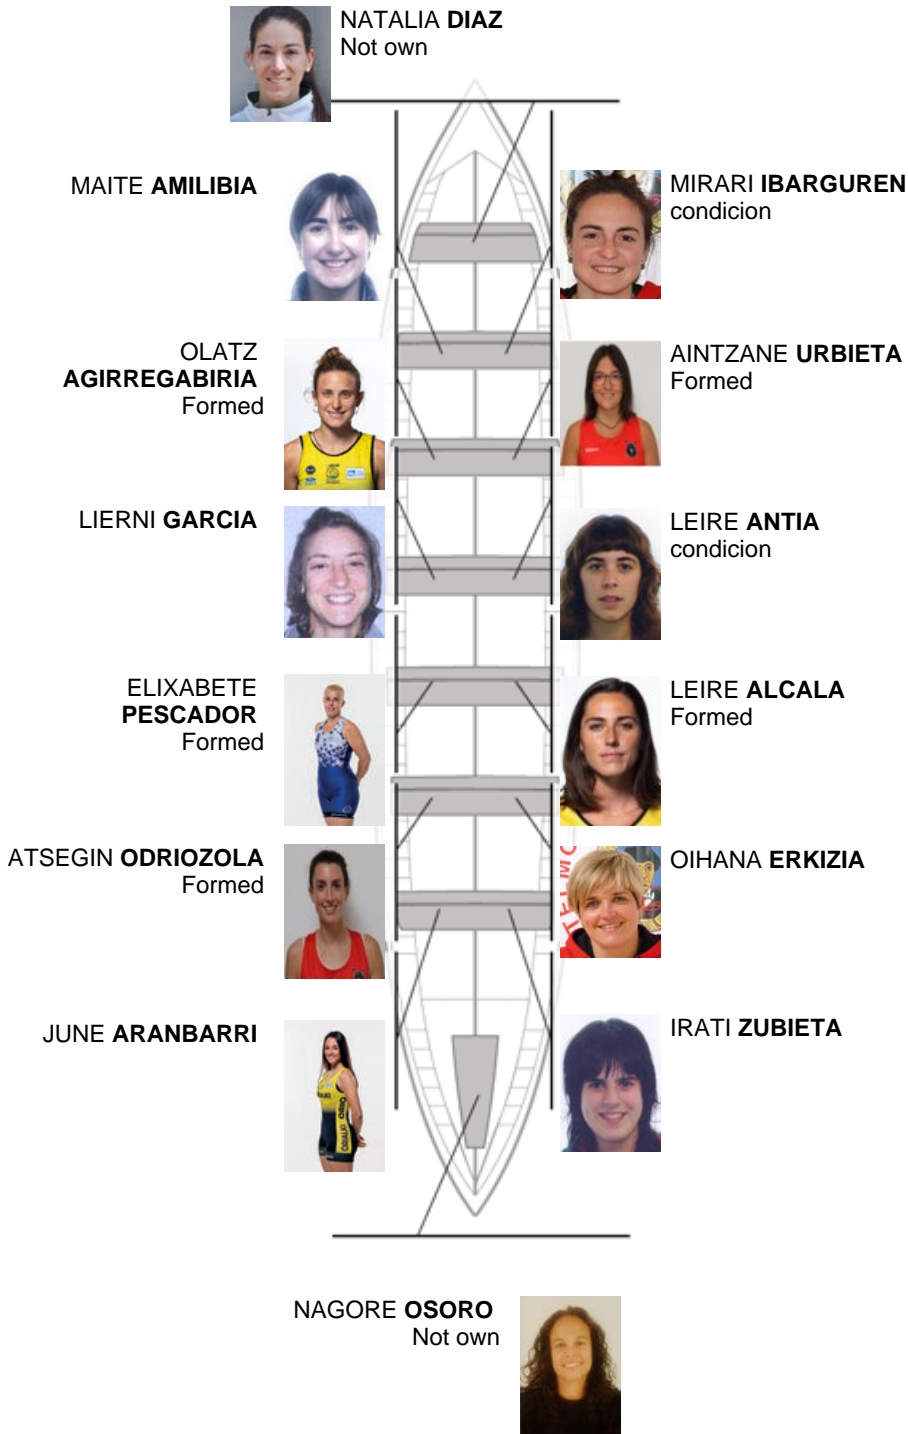 NATALIA DIAZ
Not own
MAITE AMILIBIA
MIRARI IBARGUREN
condicion
OLATZ
AGIRREGABIRIA
Formed
AINTZANE URBIETA
Formed
LIERNI GARCIA
LEIRE ANTIA
condicion
ELIXABETE
PESCADOR
Formed
LEIRE ALCALA
Formed
ATSEGIN ODRIOZOLA
Formed
OIHANA ERKIZIA
JUNE ARANBARRI
IRATI ZUBIETA
NAGORE OSORO
Not own